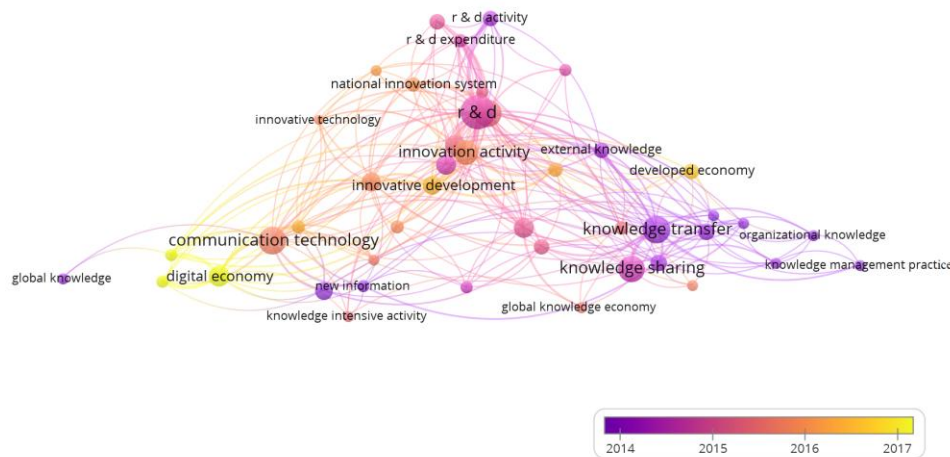 r & d activity
r & d expenditure
national innovation system
r & d
innovative technology
innovation activity
external knowledge
developed economy
innovative development
knowledge transfer
organizational knowledge
communication technology
knowledge sharing
knowledge management practice
global knowledge
digital economy
new information
global knowledge economy
knowledge intensive activity
2014
2015
2016
2017